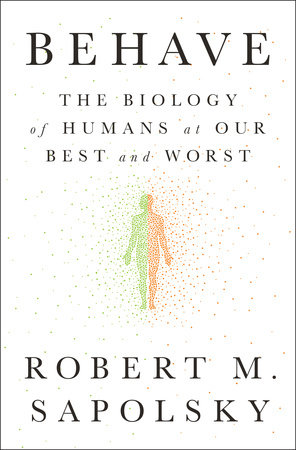 BEHAVE
THE BIOLOGY
of HUMANS at OUR
BEST and WORST
ROBERT M.
SAPOLSKY